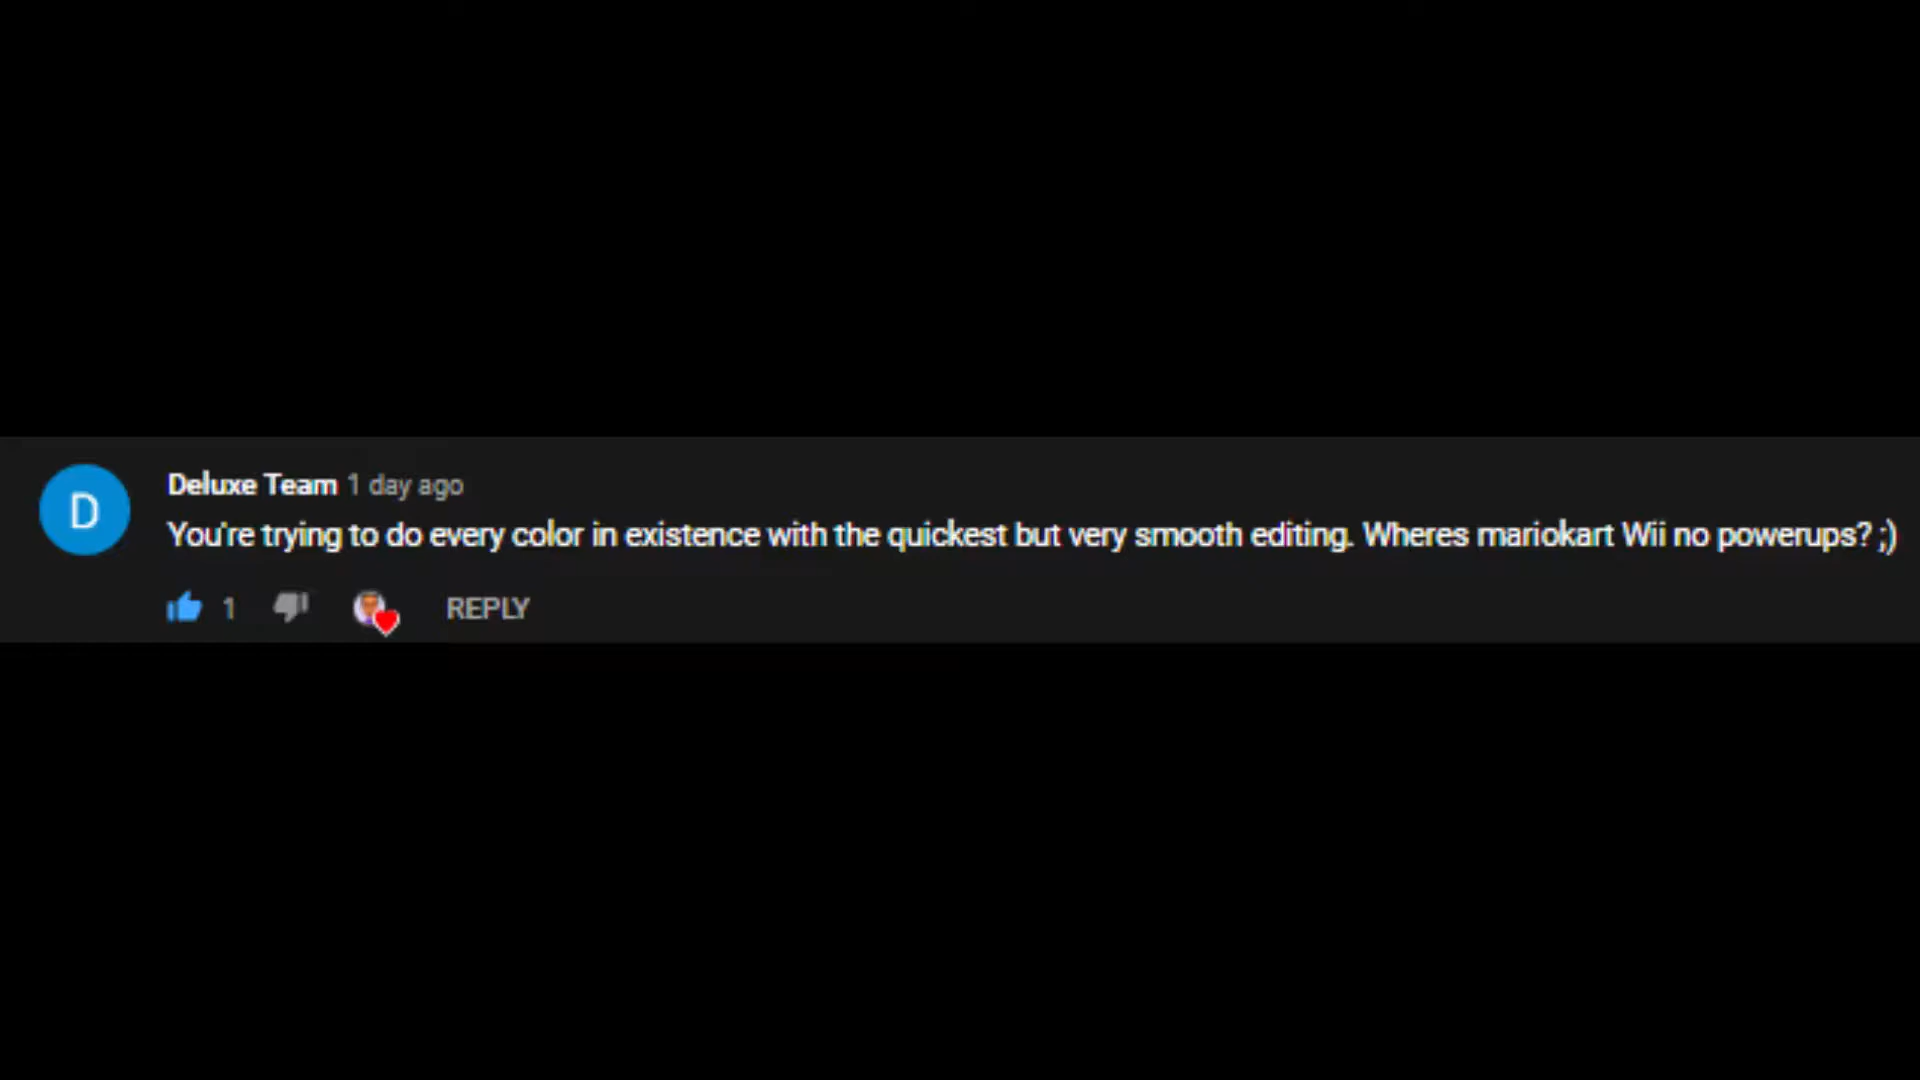 D
Deluxe Team 1 day ago
You're trying to do every color in existence with the quickest but very smooth editing. Wheres mariokart Wii no powerups? ;)
1 REPLY